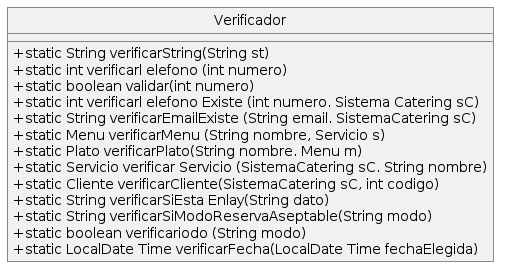 Verificador
+static String verificarString(String st)
+static int verificarl elefono (int numero)
+static boolean validar(int numero)
+static int verificarl elefono Existe (int numero. Sistema Catering sC)
+static String verificarEmailExiste (String email. SistemaCatering sC)
+static Menu verificarMenu (String nombre, Servicio s)
+static Plato verificarPlato(String nombre. Menu m)
+static Servicio verificar Servicio (SistemaCatering sC. String nombre)
+static Cliente verificarCliente(SistemaCatering sC, int codigo)
+static String verificarSiEsta Enlay(String dato)
+static String verificarSiModoReservaAseptable(String modo)
+static boolean verificariodo (String modo)
+static LocalDate Time verificarFecha(LocalDate Time fechaElegida)